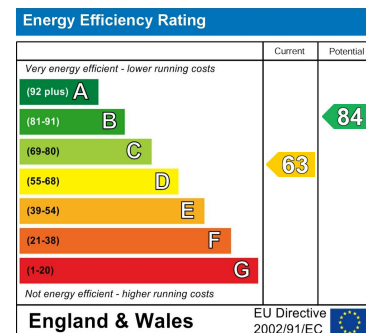 Energy Efficiency Rating
Current Potential
Very energy efficient - lower running costs
(92 plus) A
(81-91) B
84
(69-80) C
63
(55-68) D
(39-54) E
(21-38) F
(1-20) G
Not energy efficient - higher running costs
England & Wales
EU Directive
2002/91/EC